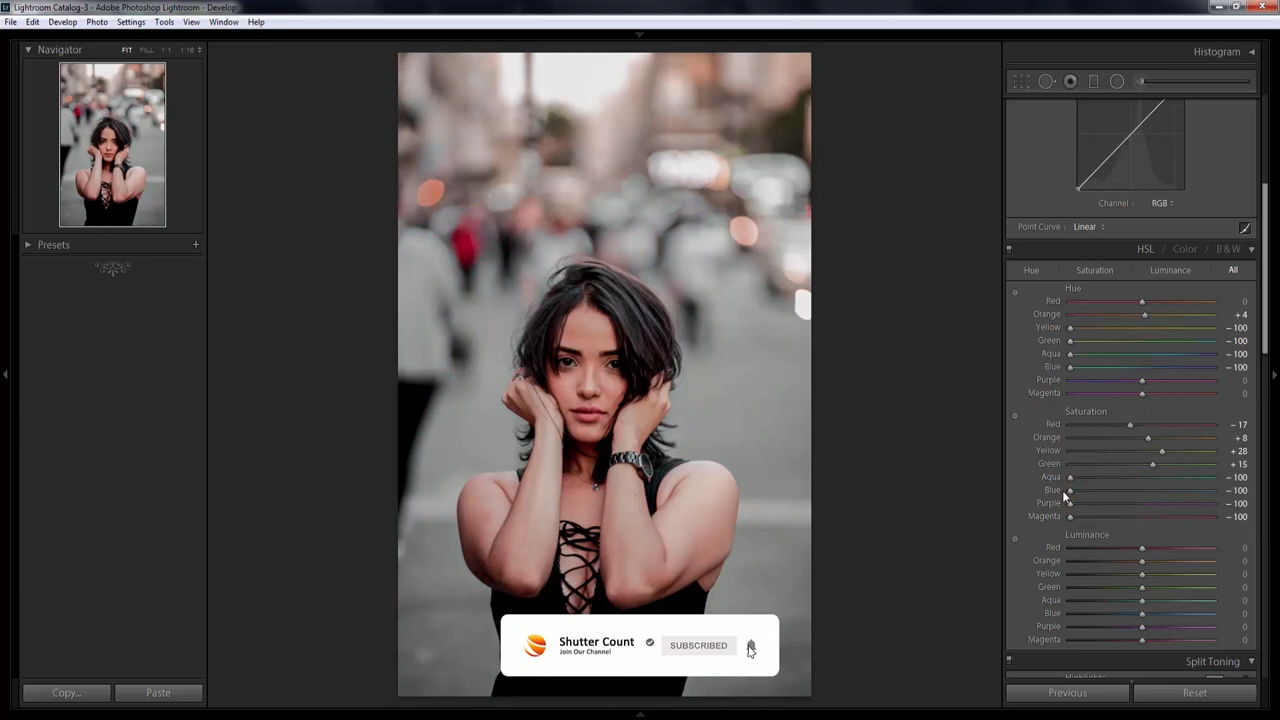 Lightroom Catalog-3 - Adobe Photoshop Lightroom - Develop
File Edit Develop Photo Settings Tools View Window Help
Navigator FIT FILL 1:1 1:16
Histogram
Channel : RGB
Point Curve : Linear
Presets +
HSL / Color / B & W
Hue Saturation Luminance All
Hue
Red 0
Orange + 4
Yellow − 100
Green − 100
Aqua − 100
Blue − 100
Purple 0
Magenta 0
Saturation
Red − 17
Orange + 8
Yellow + 28
Green + 15
Aqua − 100
Blue − 100
Purple − 100
Magenta − 100
Luminance
Red 0
Orange 0
Yellow 0
Green 0
Aqua 0
Blue 0
Purple 0
Magenta 0
Split Toning
Shutter Count
Join Our Channel
SUBSCRIBED
Copy... Paste
Previous Reset